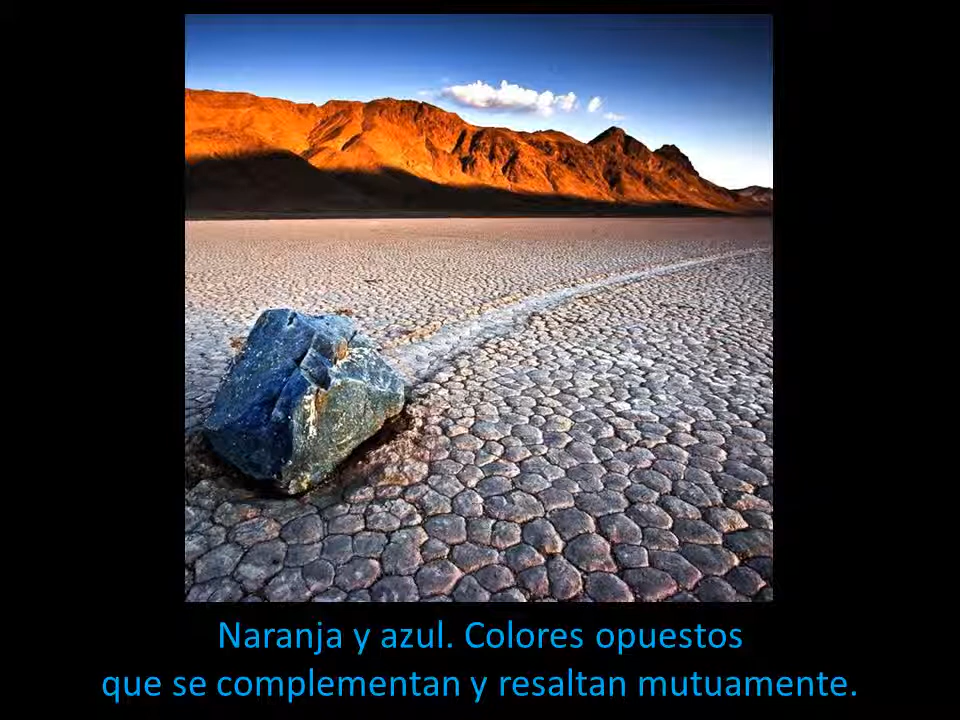 Naranja y azul. Colores opuestos
que se complementan y resaltan mutuamente.